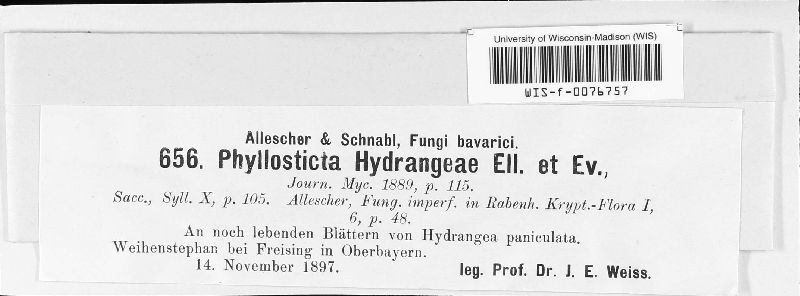 University of Wisconsin-Madison (WIS)
WIS-f-0076757
Allescher & Schnabl, Fungi bavarici.
656. Phyllosticta Hydrangeae Ell. et Ev.,
Journ. Myc. 1889, p. 115.
Sacc., Syll. X, p. 105. Allescher, Fung. imperf. in Rabenh. Krypt.-Flora I,
6, p. 48.
An noch lebenden Blättern von Hydrangea paniculata.
Weihenstephan bei Freising in Oberbayern.
14. November 1897. leg. Prof. Dr. J. E. Weiss.